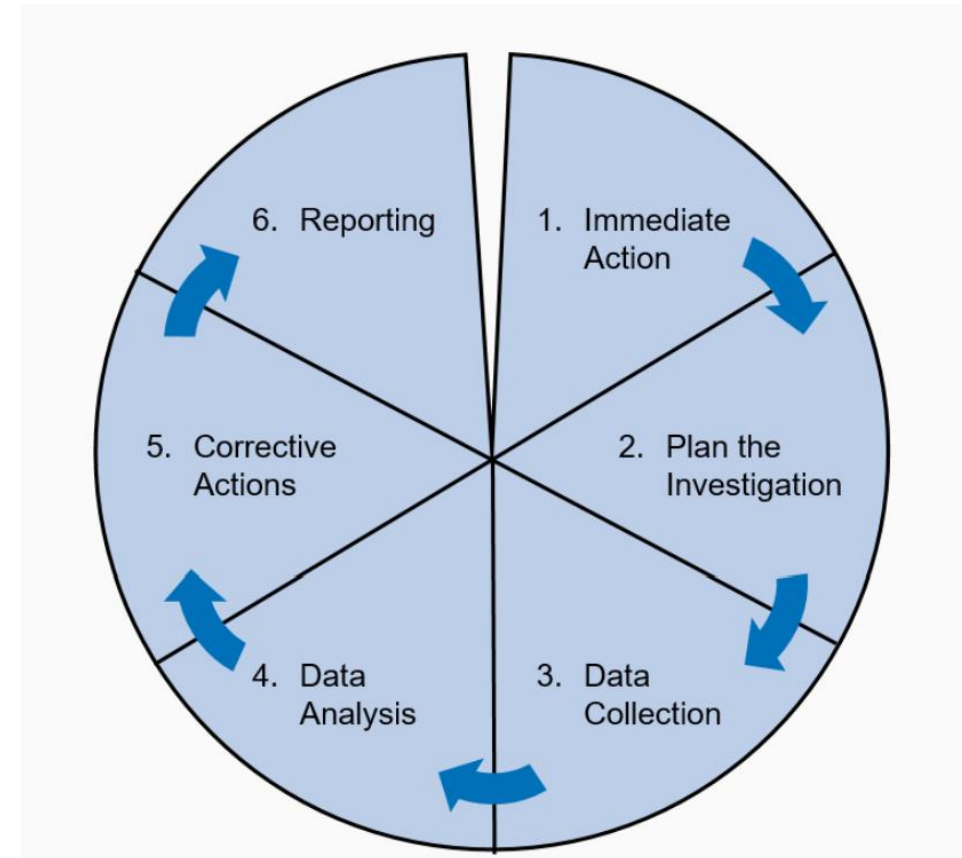 1. Immediate
Action
2. Plan the
Investigation
3. Data
Collection
4. Data
Analysis
5. Corrective
Actions
6. Reporting